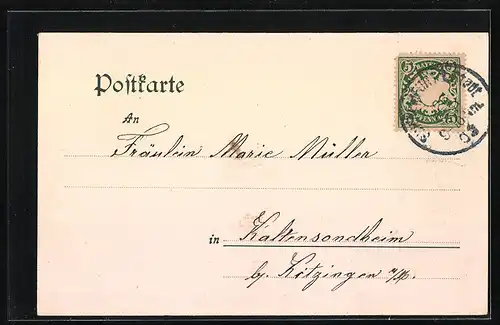 Postkarte
An
Fräulein Marie Müller
in Kaltensondheim
b. Kitzingen a/M.